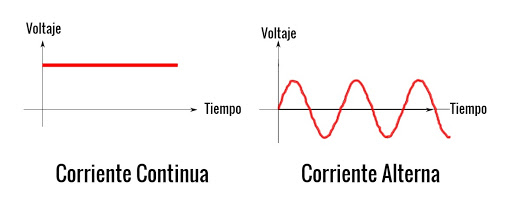 Voltaje
Tiempo
Corriente Continua
Voltaje
Tiempo
Corriente Alterna